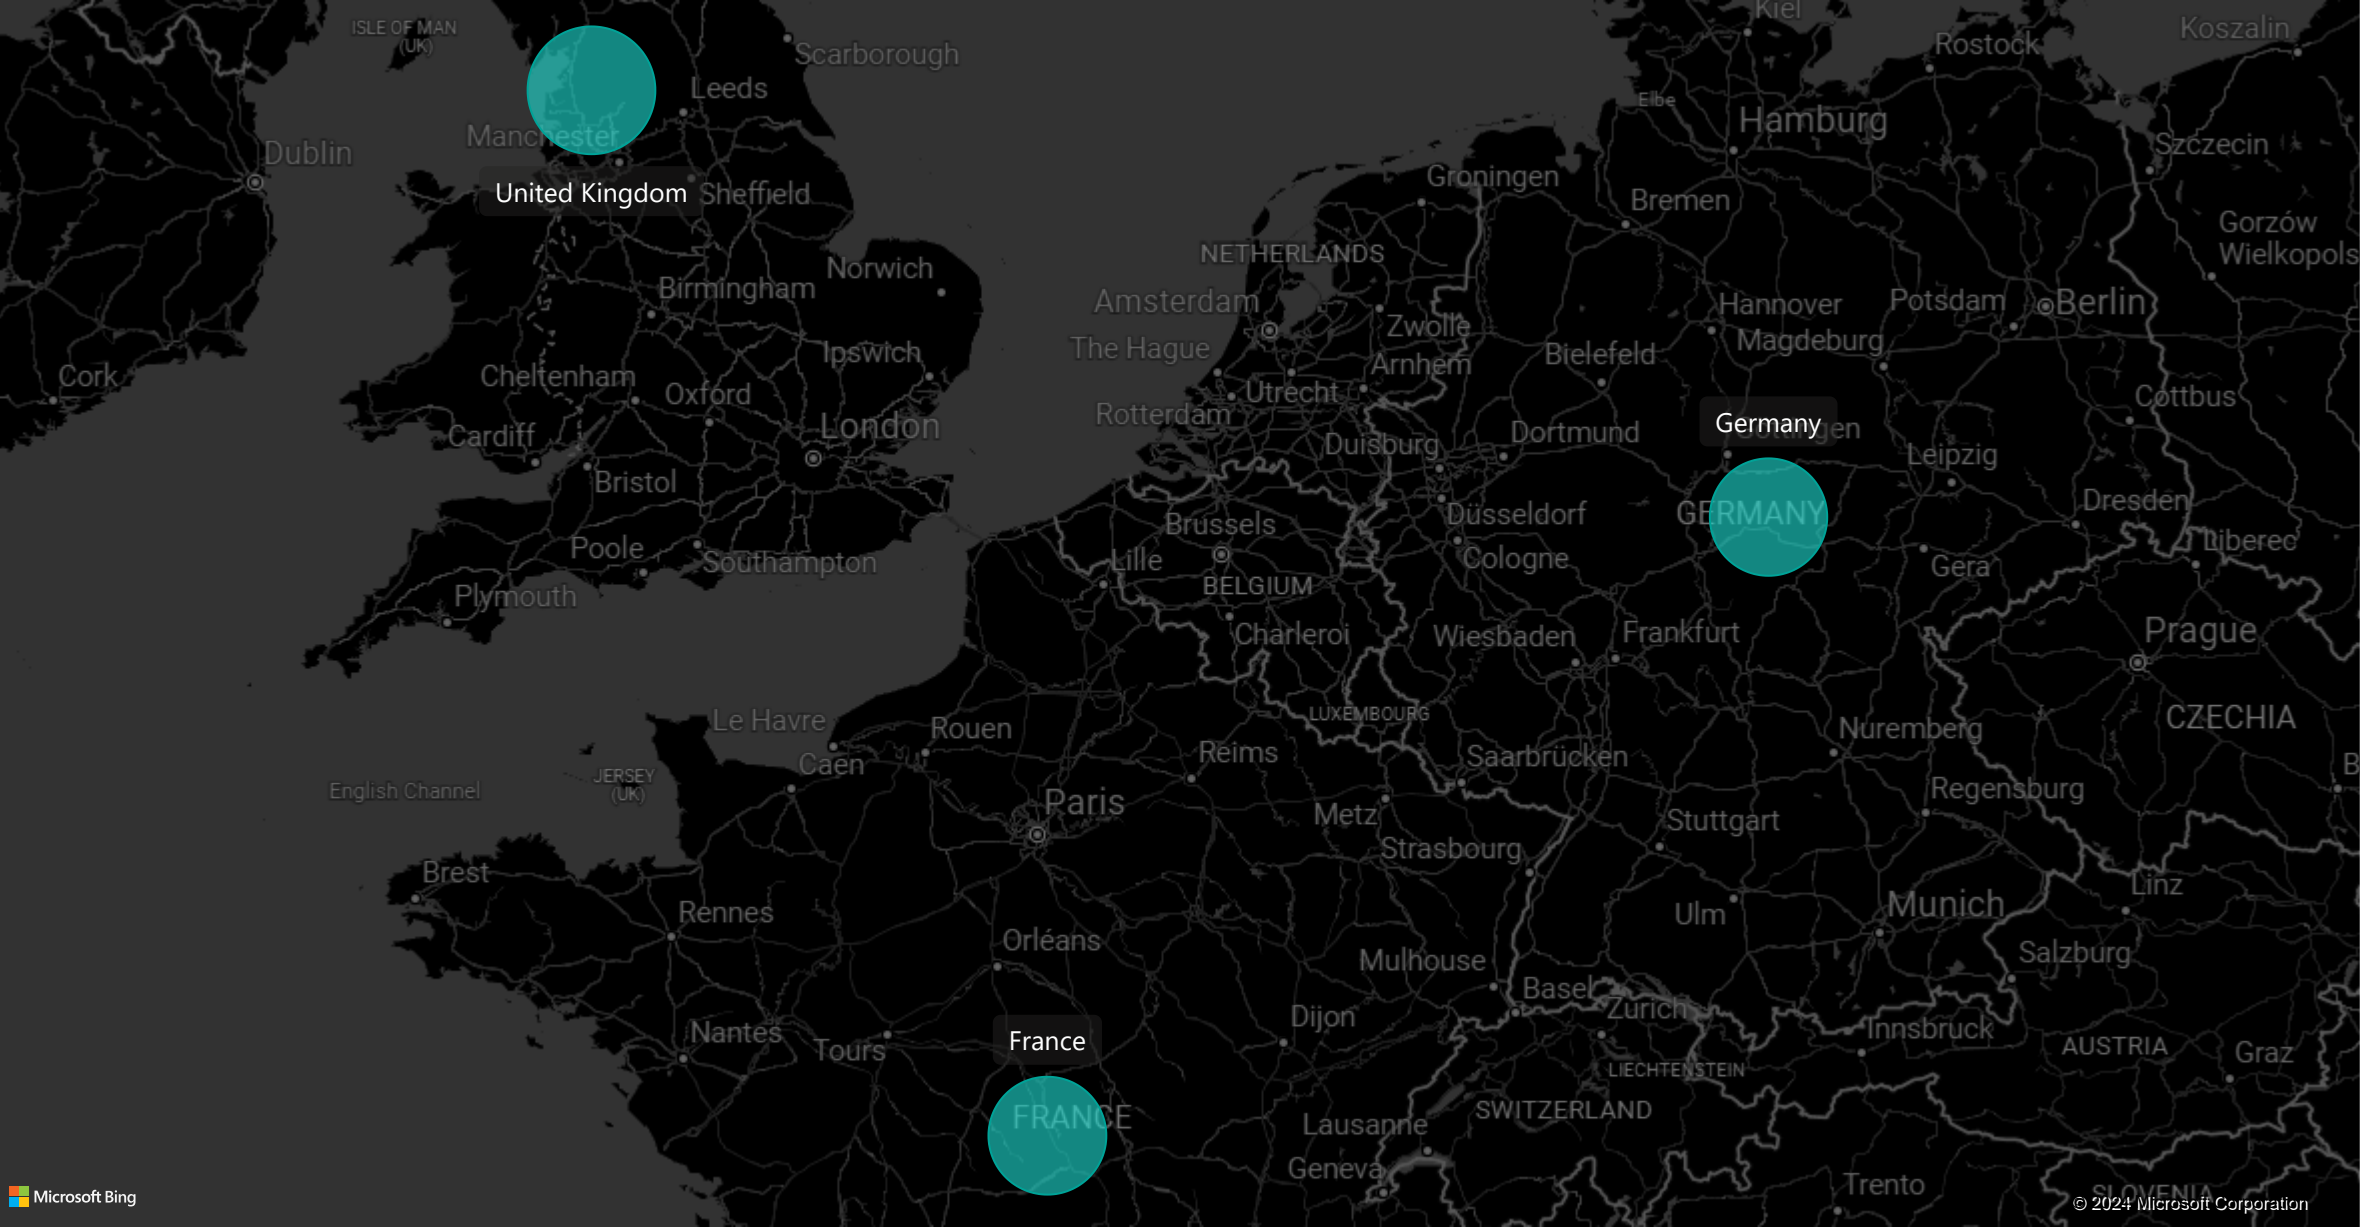 Kiel
Koszalin
ISLE OF MAN
(UK)
Scarborough
Rostock
Leeds
Elbe
Hamburg
Manchester
Szczecin
Dublin
Groningen
United Kingdom
Sheffield
Bremen
Gorzów
Wielkopols
NETHERLANDS
Norwich
Birmingham
Amsterdam
Hannover
Potsdam
Berlin
Zwolle
Magdeburg
The Hague
Ipswich
Bielefeld
Arnhem
Cork
Cheltenham
Oxford
Utrecht
Cottbus
Rotterdam
London
Germany
Cardiff
Duisburg
Dortmund
Leipzig
Bristol
Dresden
Brussels
Düsseldorf
GERMANY
Poole
Southampton
Lille
Cologne
Liberec
Gera
BELGIUM
Plymouth
Charleroi
Wiesbaden
Frankfurt
Prague
Le Havre
LUXEMBOURG
CZECHIA
Rouen
Nuremberg
Caen
Reims
Saarbrücken
JERSEY
(UK)
English Channel
B
Regensburg
Paris
Metz
Stuttgart
Strasbourg
Brest
Linz
Rennes
Ulm
Munich
Orléans
Mulhouse
Salzburg
Basel
Zurich
Dijon
Nantes
Tours
France
Innsbruck
AUSTRIA
Graz
LIECHTENSTEIN
FRANCE
Lausanne
SWITZERLAND
Geneva
Trento
SLOVENIA
Microsoft Bing
© 2024 Microsoft Corporation